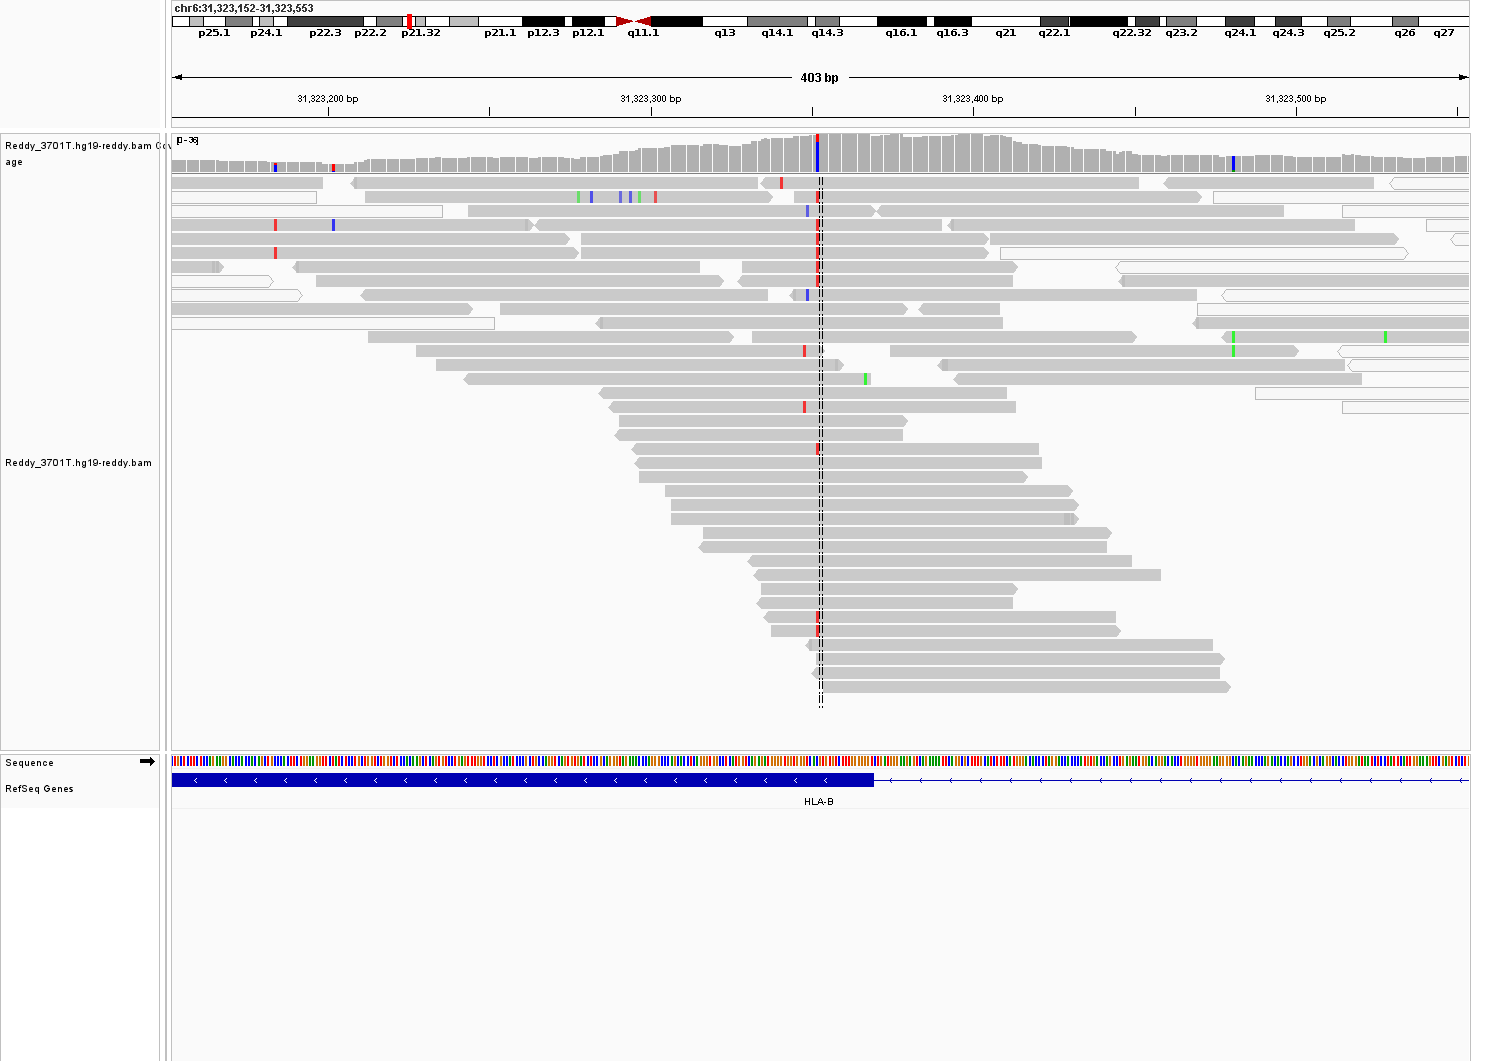 chr6:31,323,152-31,323,553
p25.1 p24.1 p22.3 p22.2 p21.32 p21.1 p12.3 p12.1 q11.1 q13 q14.1 q14.3 q16.1 q16.3 q21 q22.1 q22.32 q23.2 q24.1 q24.3 q25.2 q26 q27
403 bp
31,323,200 bp 31,323,300 bp 31,323,400 bp 31,323,500 bp
[0-36]
Reddy_3701T.hg19-reddy.bam Cov
age
Reddy_3701T.hg19-reddy.bam
Sequence
RefSeq Genes
HLA-B